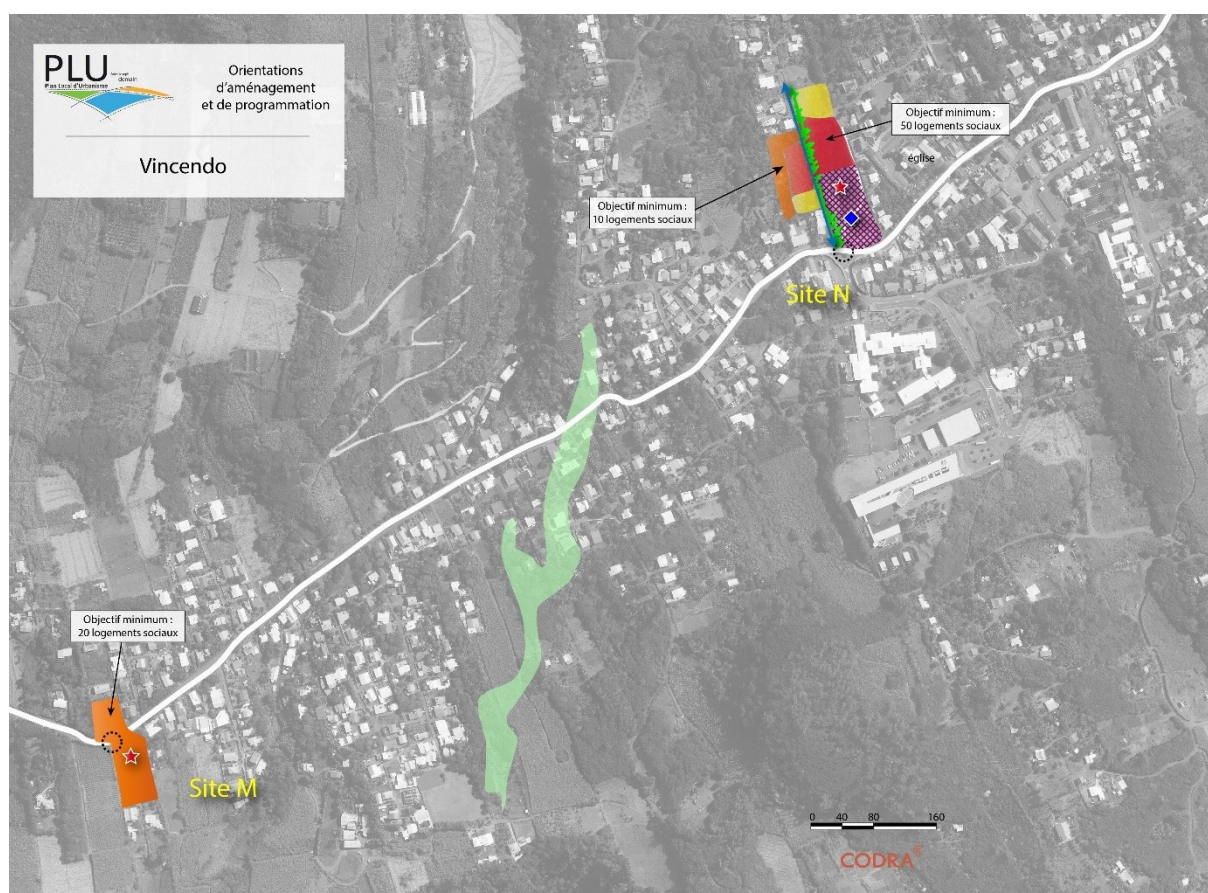 PLU
demain
Plan Local d'Urbanisme
Orientations
d'aménagement
et de programmation
Vincendo
Objectif minimum :
50 logements sociaux
église
Objectif minimum :
10 logements sociaux
Site N
Objectif minimum :
20 logements sociaux
Site M
0 40 80 160
CODRA